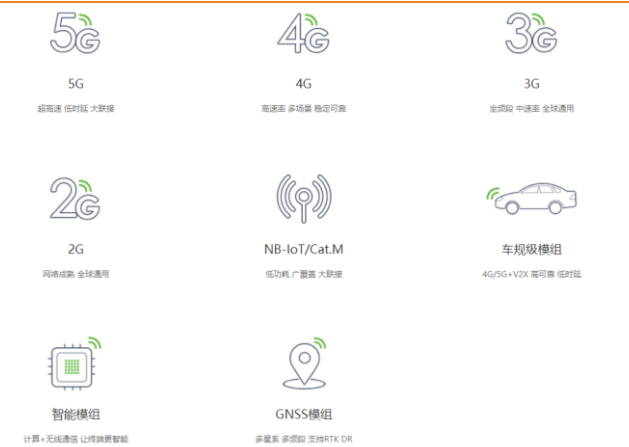 5G
4G
3G
5G
4G
3G
超高速 低时延 大联接
高速率 多场景 稳定可靠
全频段 中速率 全球通用
2G
2G
NB-IoT/Cat.M
车规级模组
网络成熟 全球通用
低功耗 广覆盖 大联接
4G/5G+V2X 高可靠 低时延
智能模组
GNSS模组
计算+无线通信 让终端更智能
多星系 多频段 支持RTK DR